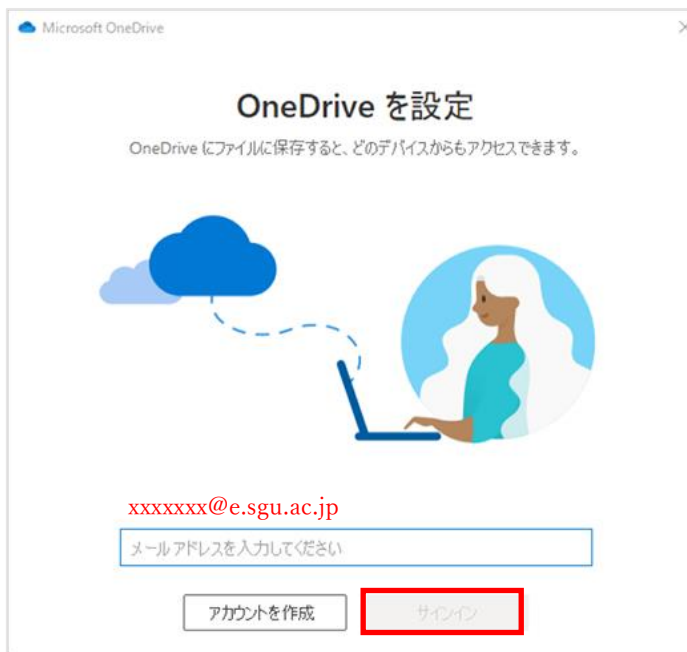 Microsoft OneDrive
OneDrive を設定
OneDrive にファイルに保存すると、どのデバイスからもアクセスできます。
xxxxxxx@e.sgu.ac.jp
メール アドレスを入力してください
アカウントを作成
サインイン